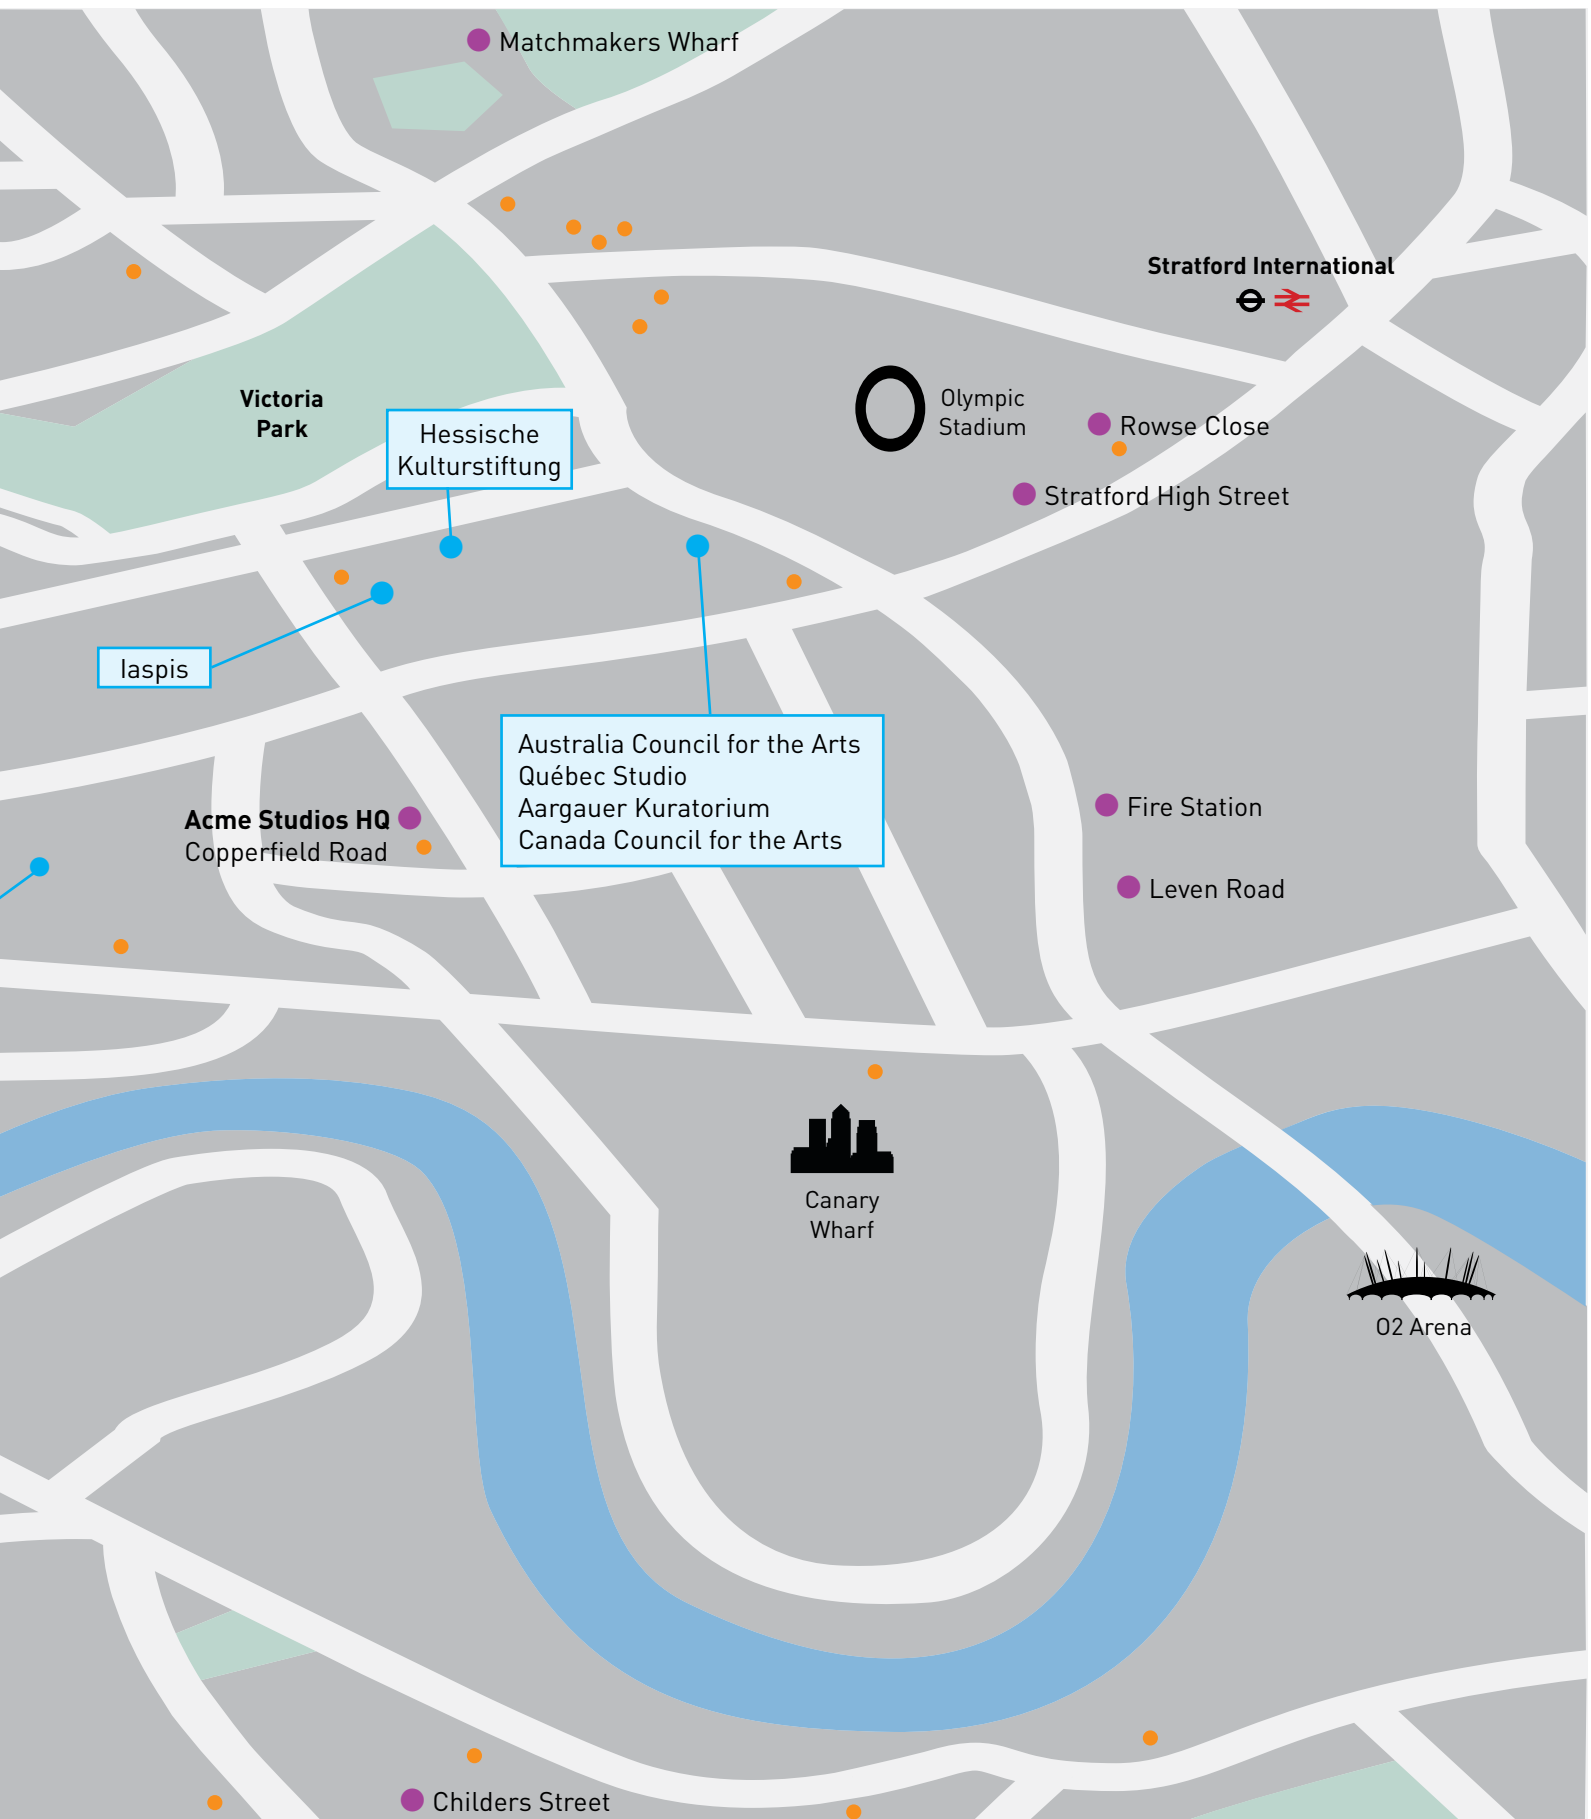 Matchmakers Wharf
Stratford International
Victoria
Park
Olympic
Stadium
Rowse Close
Hessische
Kulturstiftung
Stratford High Street
Iaspis
Australia Council for the Arts
Québec Studio
Aargauer Kuratorium
Canada Council for the Arts
Acme Studios HQ
Copperfield Road
Fire Station
Leven Road
Canary
Wharf
O2 Arena
Childers Street